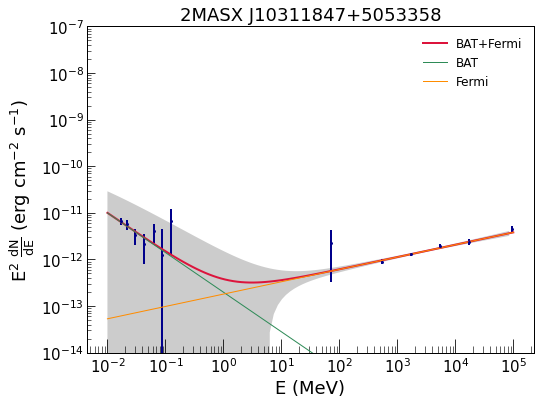 2MASX J10311847+5053358
BAT+Fermi
BAT
Fermi
E² dN/dE (erg cm⁻² s⁻¹)
10⁻⁷
10⁻⁸
10⁻⁹
10⁻¹⁰
10⁻¹¹
10⁻¹²
10⁻¹³
10⁻¹⁴
10⁻² 10⁻¹ 10⁰ 10¹ 10² 10³ 10⁴ 10⁵
E (MeV)